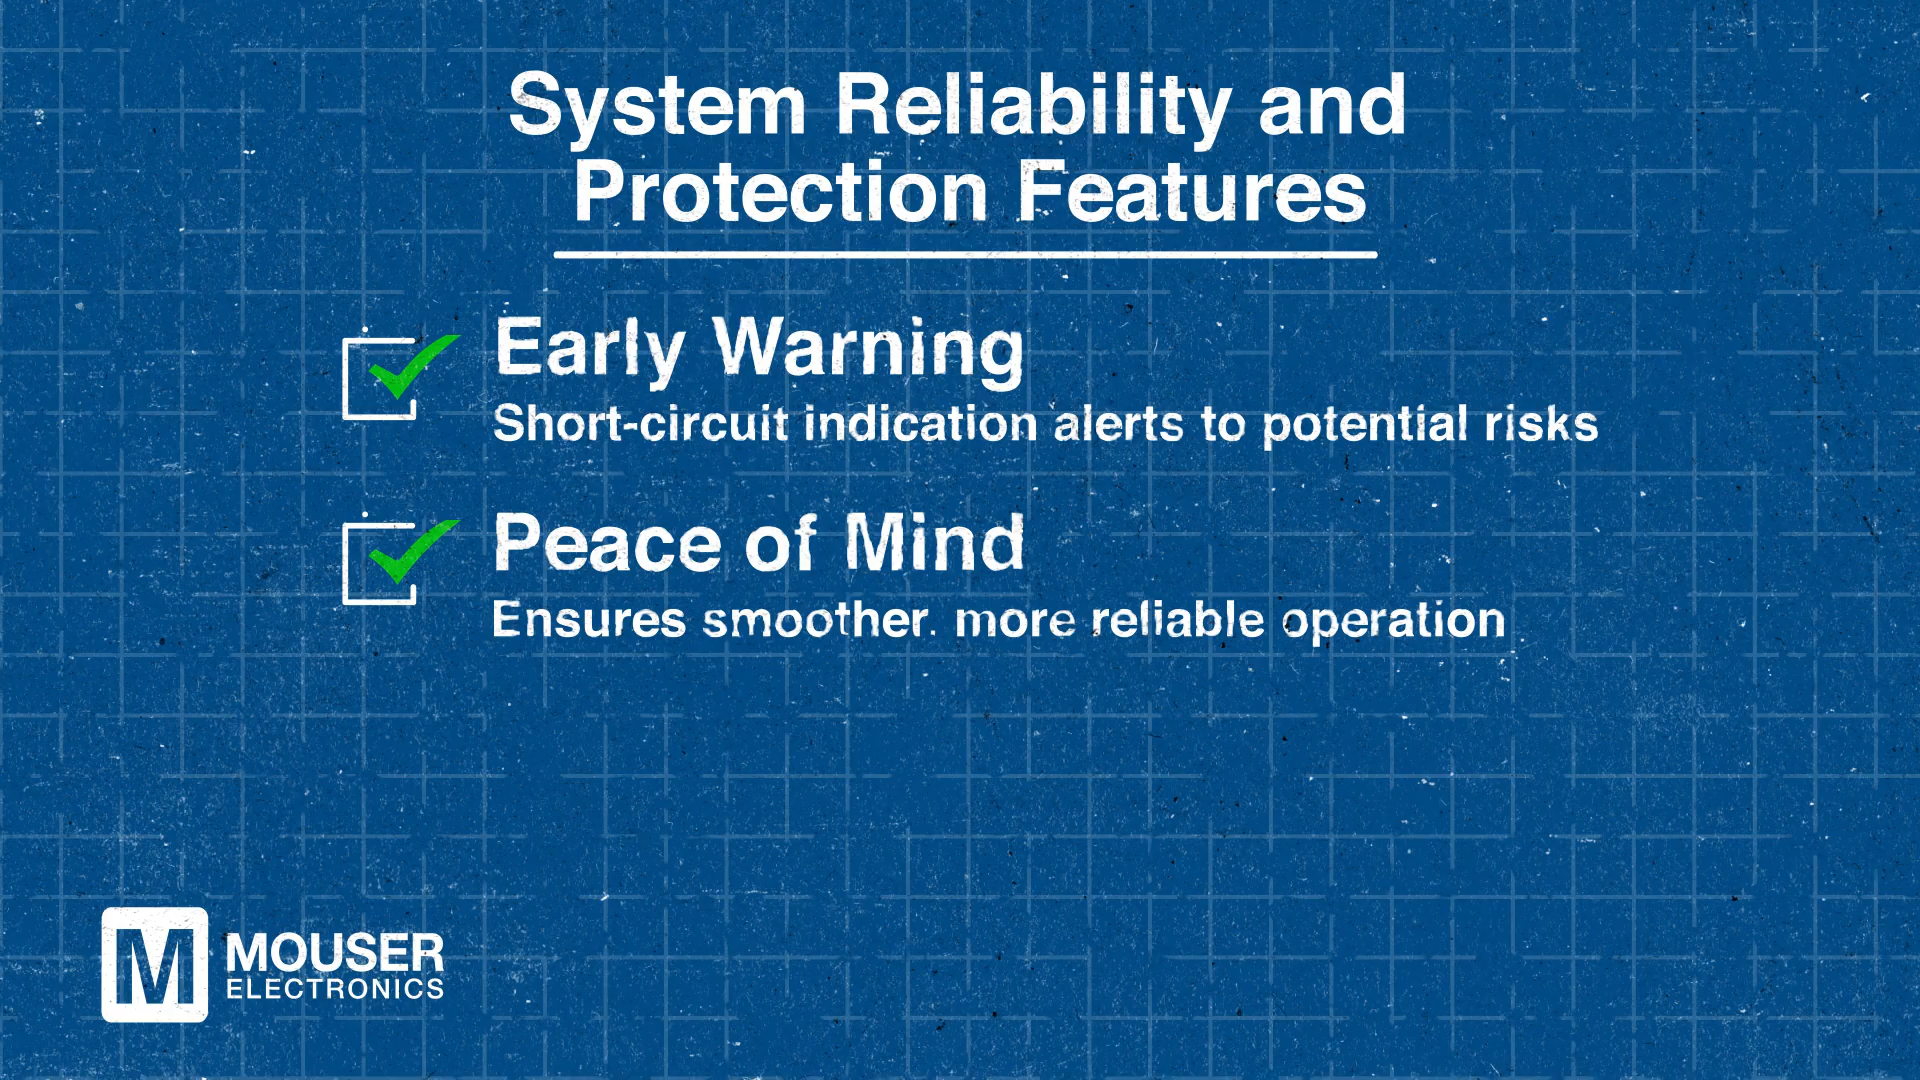 System Reliability and
Protection Features
Early Warning
Short-circuit indication alerts to potential risks
Peace of Mind
Ensures smoother. more reliable operation
M
MOUSER
ELECTRONICS